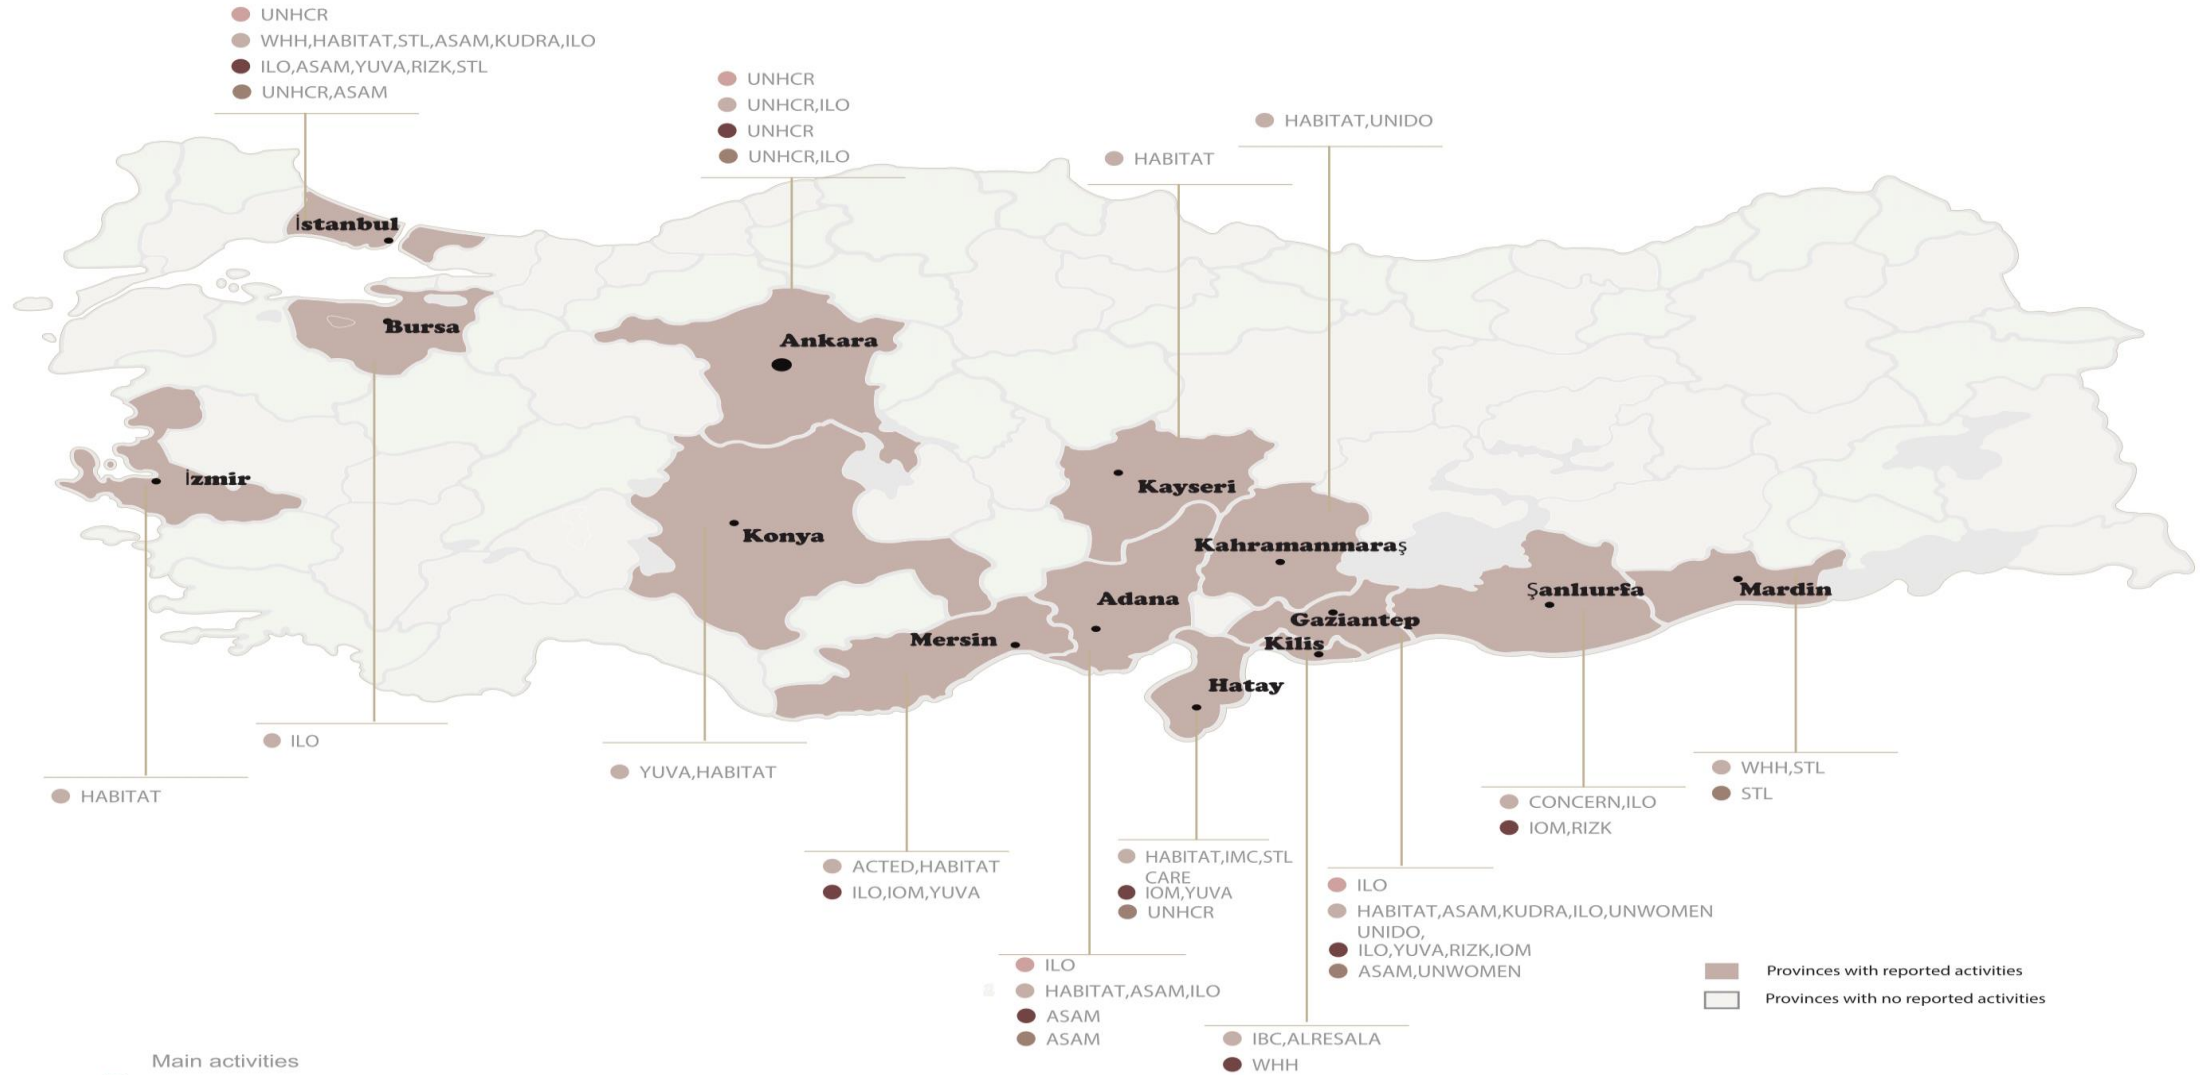 UNHCR
WHH,HABITAT,STL,ASAM,KUDRA,ILO
ILO,ASAM,YUVA,RIZK,STL
UNHCR,ASAM
UNHCR
UNHCR,ILO
UNHCR
UNHCR,ILO
HABITAT
HABITAT,UNIDO
İstanbul
Bursa
Ankara
İzmir
Konya
Kayseri
Kahramanmaraş
Adana
Mersin
Gaziantep
Kilis
Hatay
Şanlıurfa
Mardin
HABITAT
ILO
YUVA,HABITAT
ACTED,HABITAT
ILO,IOM,YUVA
ILO
HABITAT,ASAM,ILO
ASAM
ASAM
HABITAT,IMC,STL
CARE
IOM,YUVA
UNHCR
IBC,ALRESALA
WHH
ILO
HABITAT,ASAM,KUDRA,ILO,UNWOMEN
UNIDO,
ILO,YUVA,RIZK,IOM
ASAM,UNWOMEN
CONCERN,ILO
IOM,RIZK
WHH,STL
STL
Provinces with reported activities
Provinces with no reported activities
Main activities